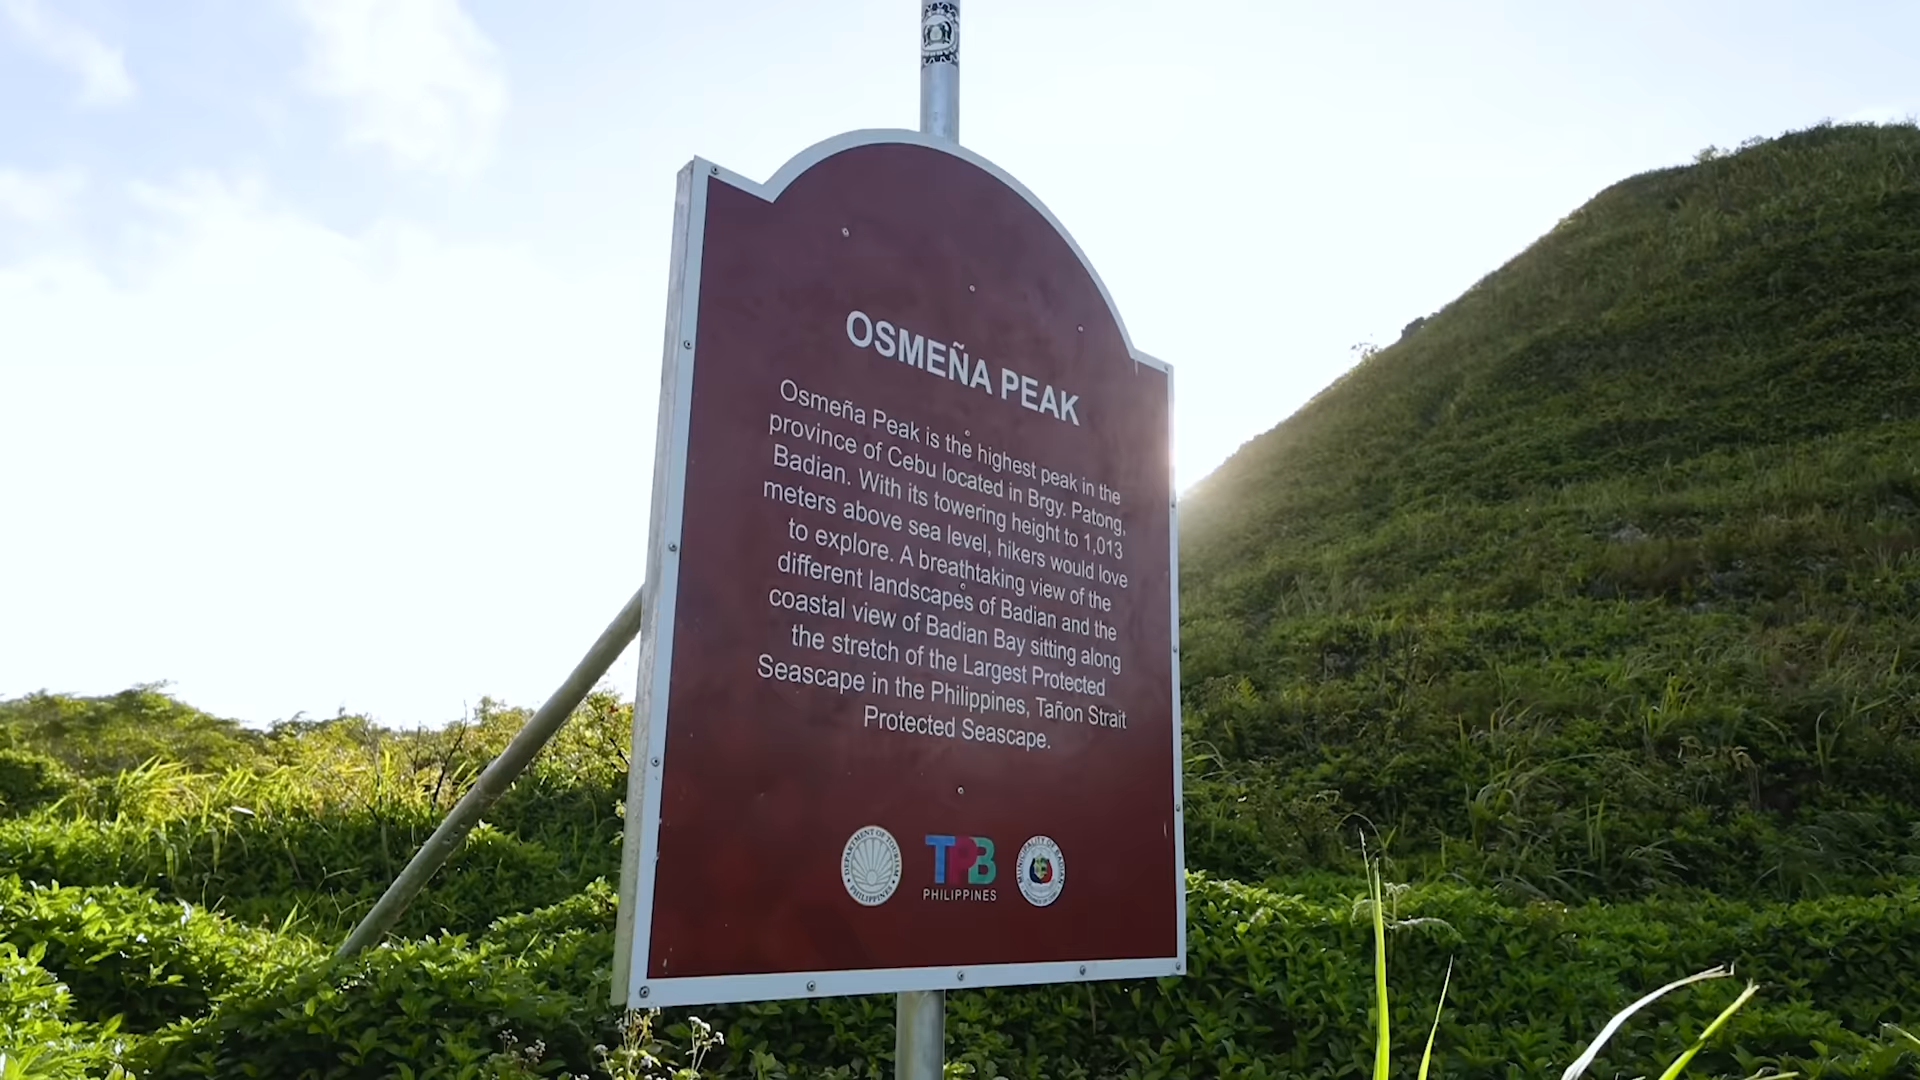 OSMEÑA PEAK
Osmeña Peak is the highest peak in the
province of Cebu located in Brgy. Patong,
Badian. With its towering height to 1,013
meters above sea level, hikers would love
to explore. A breathtaking view of the
different landscapes of Badian and the
coastal view of Badian Bay sitting along
the stretch of the Largest Protected
Seascape in the Philippines, Tañon Strait
Protected Seascape.
DEPARTMENT OF TOURISM
PHILIPPINES
TPB
PHILIPPINES
MUNICIPALITY OF BADIAN